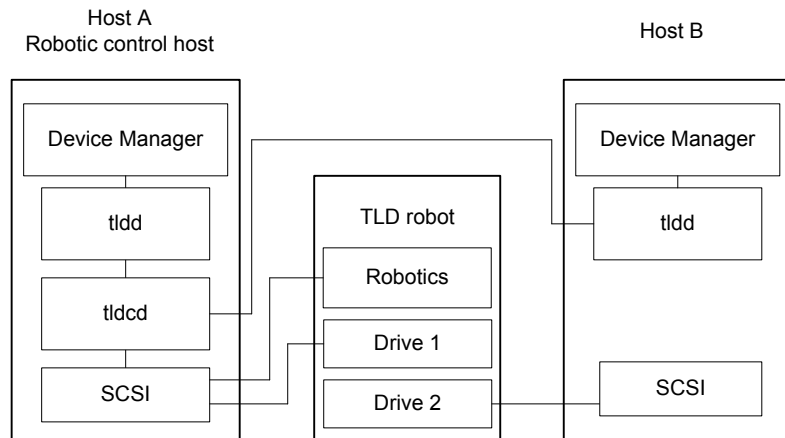 Host A
Robotic control host
Host B
Device Manager
tldd
tldcd
SCSI
TLD robot
Robotics
Drive 1
Drive 2
Device Manager
tldd
SCSI